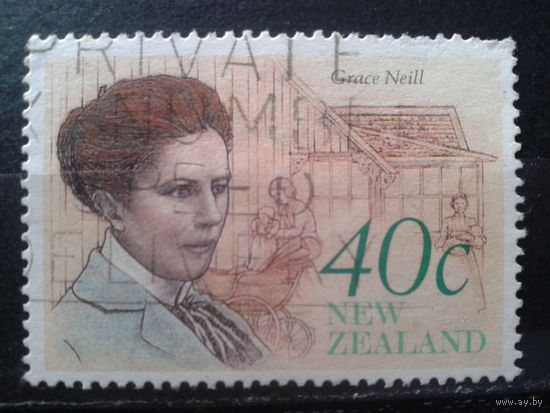 PRIVATE
Grace Neill
40c
NEW
ZEALAND
www.ay.by